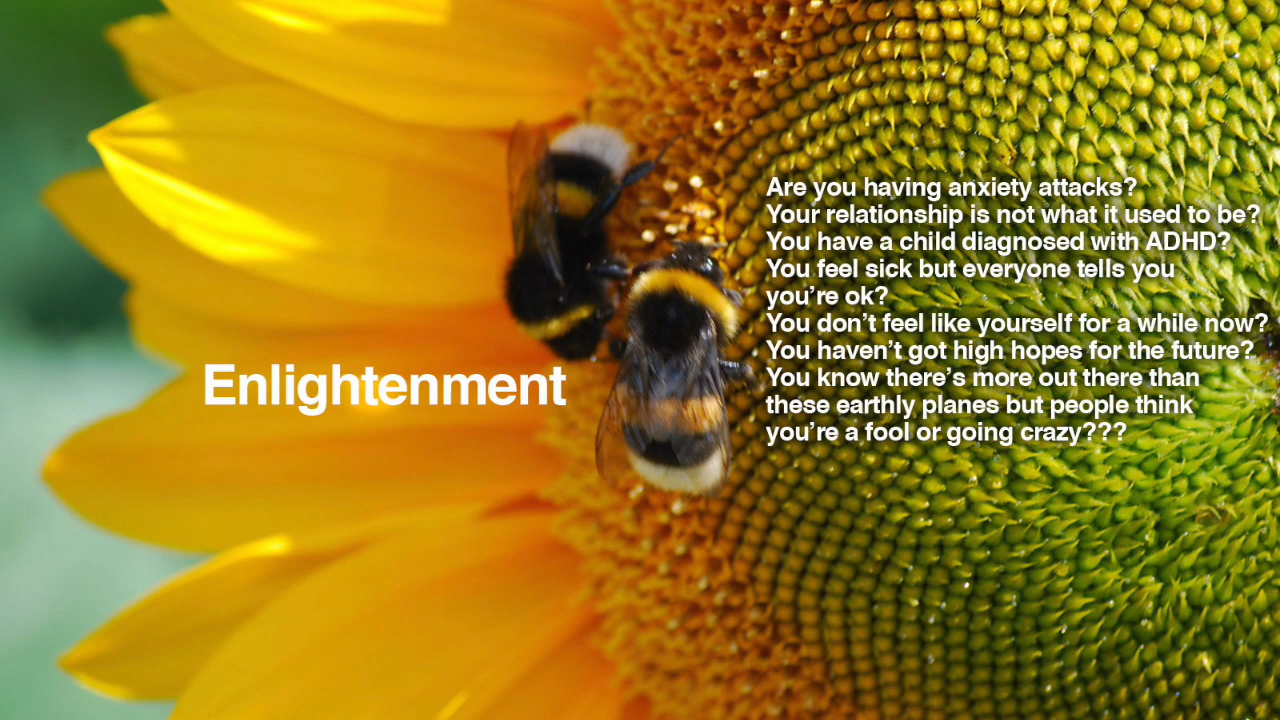 Enlightenment
Are you having anxiety attacks?
Your relationship is not what it used to be?
You have a child diagnosed with ADHD?
You feel sick but everyone tells you
you’re ok?
You don’t feel like yourself for a while now?
You haven’t got high hopes for the future?
You know there’s more out there than
these earthly planes but people think
you’re a fool or going crazy???